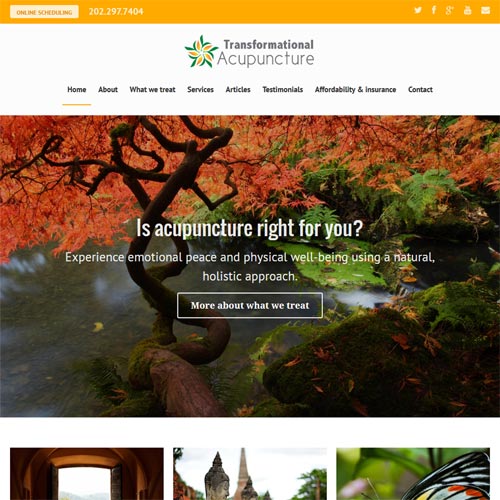 ONLINE SCHEDULING 202.297.7404
Transformational
Acupuncture
Home About What we treat Services Articles Testimonials Affordability & insurance Contact
Is acupuncture right for you?
Experience emotional peace and physical well-being using a natural,
holistic approach.
More about what we treat